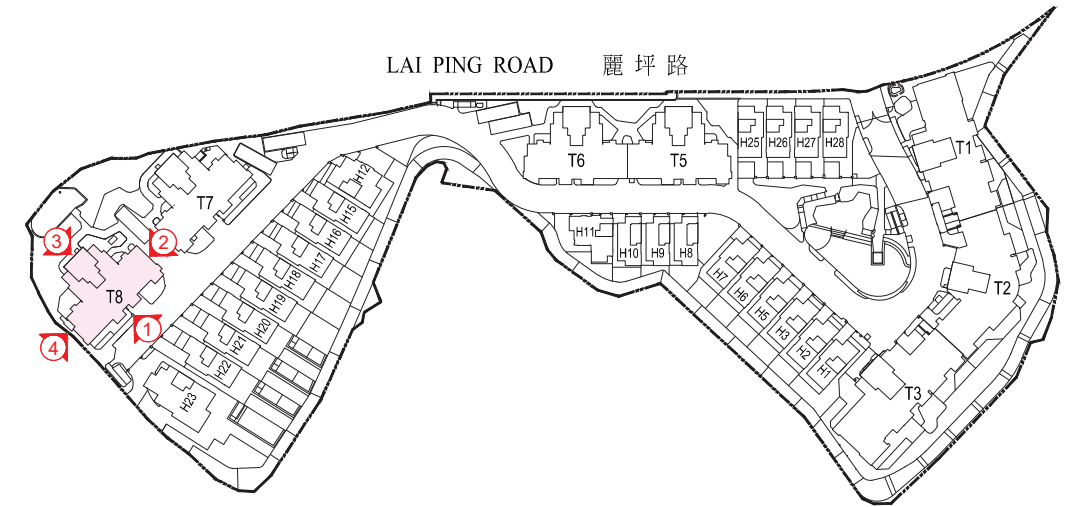 LAI PING ROAD 麗坪路
H25 H26 H27 H28
T1
T6 T5
H12
T7
H15
H11
H16
H10 H9 H8
H17
3
2
H18
H7
T8
H19
H6
T2
H20
H5
1
H21
H3
4
H22
H2
H1
H23
T3